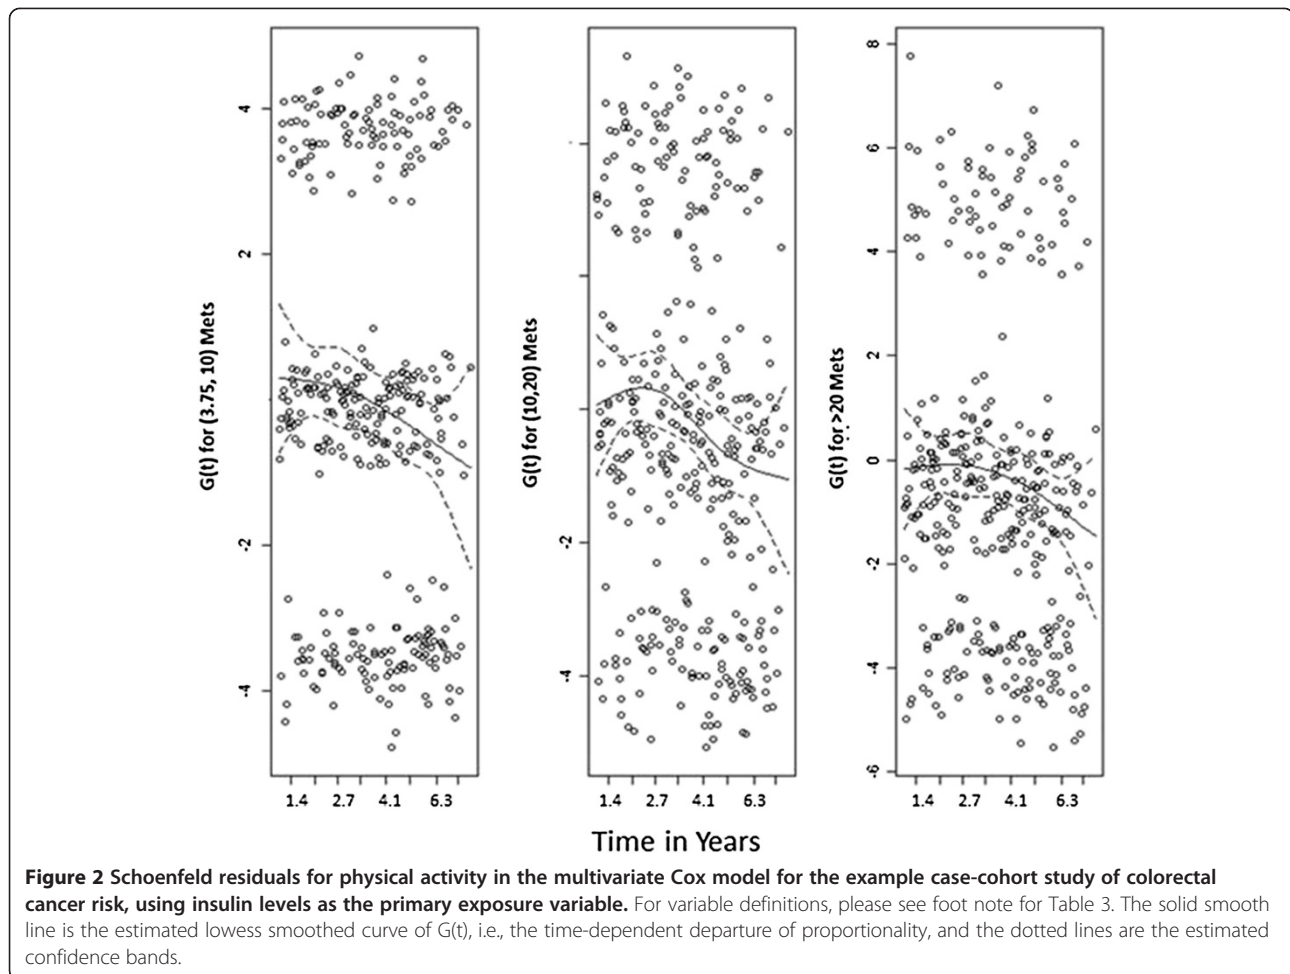 G(t) for (3.75, 10) Mets
4
2
-2
-4
1.4 2.7 4.1 6.3
G(t) for (10,20) Mets
-2
-4
1.4 2.7 4.1 6.3
G(t) for >20 Mets
8
6
4
2
0
-2
-4
-6
1.4 2.7 4.1 6.3
Time in Years
Figure 2 Schoenfeld residuals for physical activity in the multivariate Cox model for the example case-cohort study of colorectal
cancer risk, using insulin levels as the primary exposure variable. For variable definitions, please see foot note for Table 3. The solid smooth
line is the estimated lowess smoothed curve of G(t), i.e., the time-dependent departure of proportionality, and the dotted lines are the estimated
confidence bands.